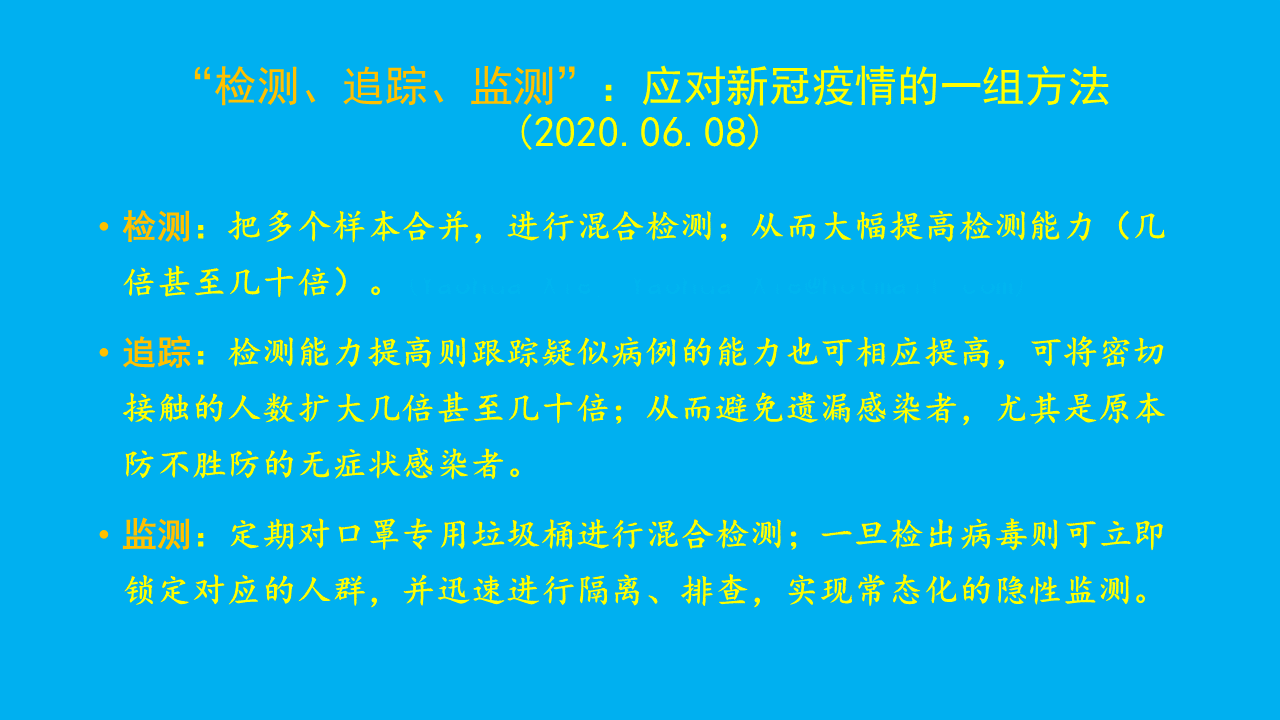 “检测、追踪、监测”：应对新冠疫情的一组方法
(2020.06.08)
• 检测：把多个样本合并，进行混合检测；从而大幅提高检测能力（几
倍甚至几十倍）。
• 追踪：检测能力提高则跟踪疑似病例的能力也可相应提高，可将密切
接触的人数扩大几倍甚至几十倍；从而避免遗漏感染者，尤其是原本
防不胜防的无症状感染者。
• 监测：定期对口罩专用垃圾桶进行混合检测；一旦检出病毒则可立即
锁定对应的人群，并迅速进行隔离、排查，实现常态化的隐性监测。